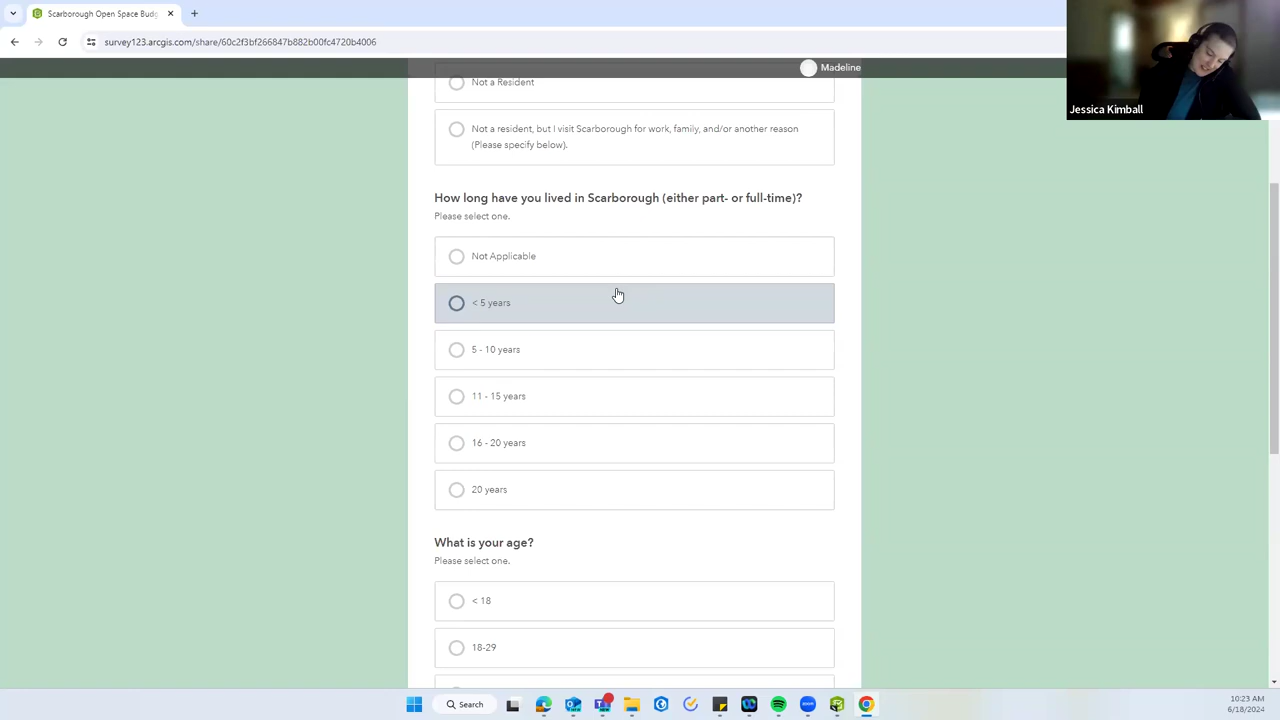 Scarborough Open Space Budg
survey123.arcgis.com/share/60c2f3bf266847b882b00fc4720b4006
Madeline
Jessica Kimball
Not a Resident
Not a resident, but I visit Scarborough for work, family, and/or another reason
(Please specify below).
How long have you lived in Scarborough (either part- or full-time)?
Please select one.
Not Applicable
< 5 years
5 - 10 years
11 - 15 years
16 - 20 years
20 years
What is your age?
Please select one.
< 18
18-29
Search
10:23 AM
6/18/2024